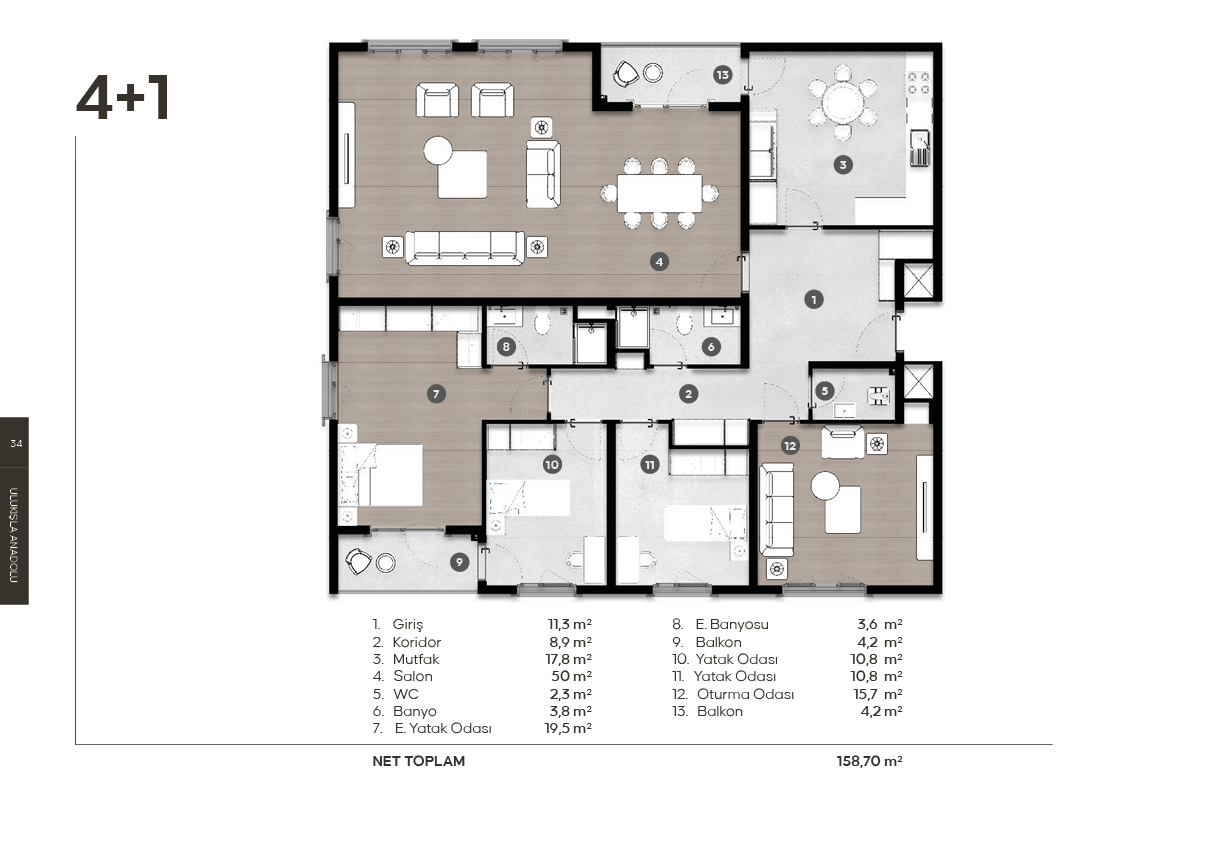 4+1
13
3
4
1
8
6
7
2
5
10
11
12
9
34
ULUKIŞLA ANADOLU
1. Giriş 11,3 m²
2. Koridor 8,9 m²
3. Mutfak 17,8 m²
4. Salon 50 m²
5. WC 2,3 m²
6. Banyo 3,8 m²
7. E. Yatak Odası 19,5 m²
8. E. Banyosu 3,6 m²
9. Balkon 4,2 m²
10. Yatak Odası 10,8 m²
11. Yatak Odası 10,8 m²
12. Oturma Odası 15,7 m²
13. Balkon 4,2 m²
NET TOPLAM 158,70 m²